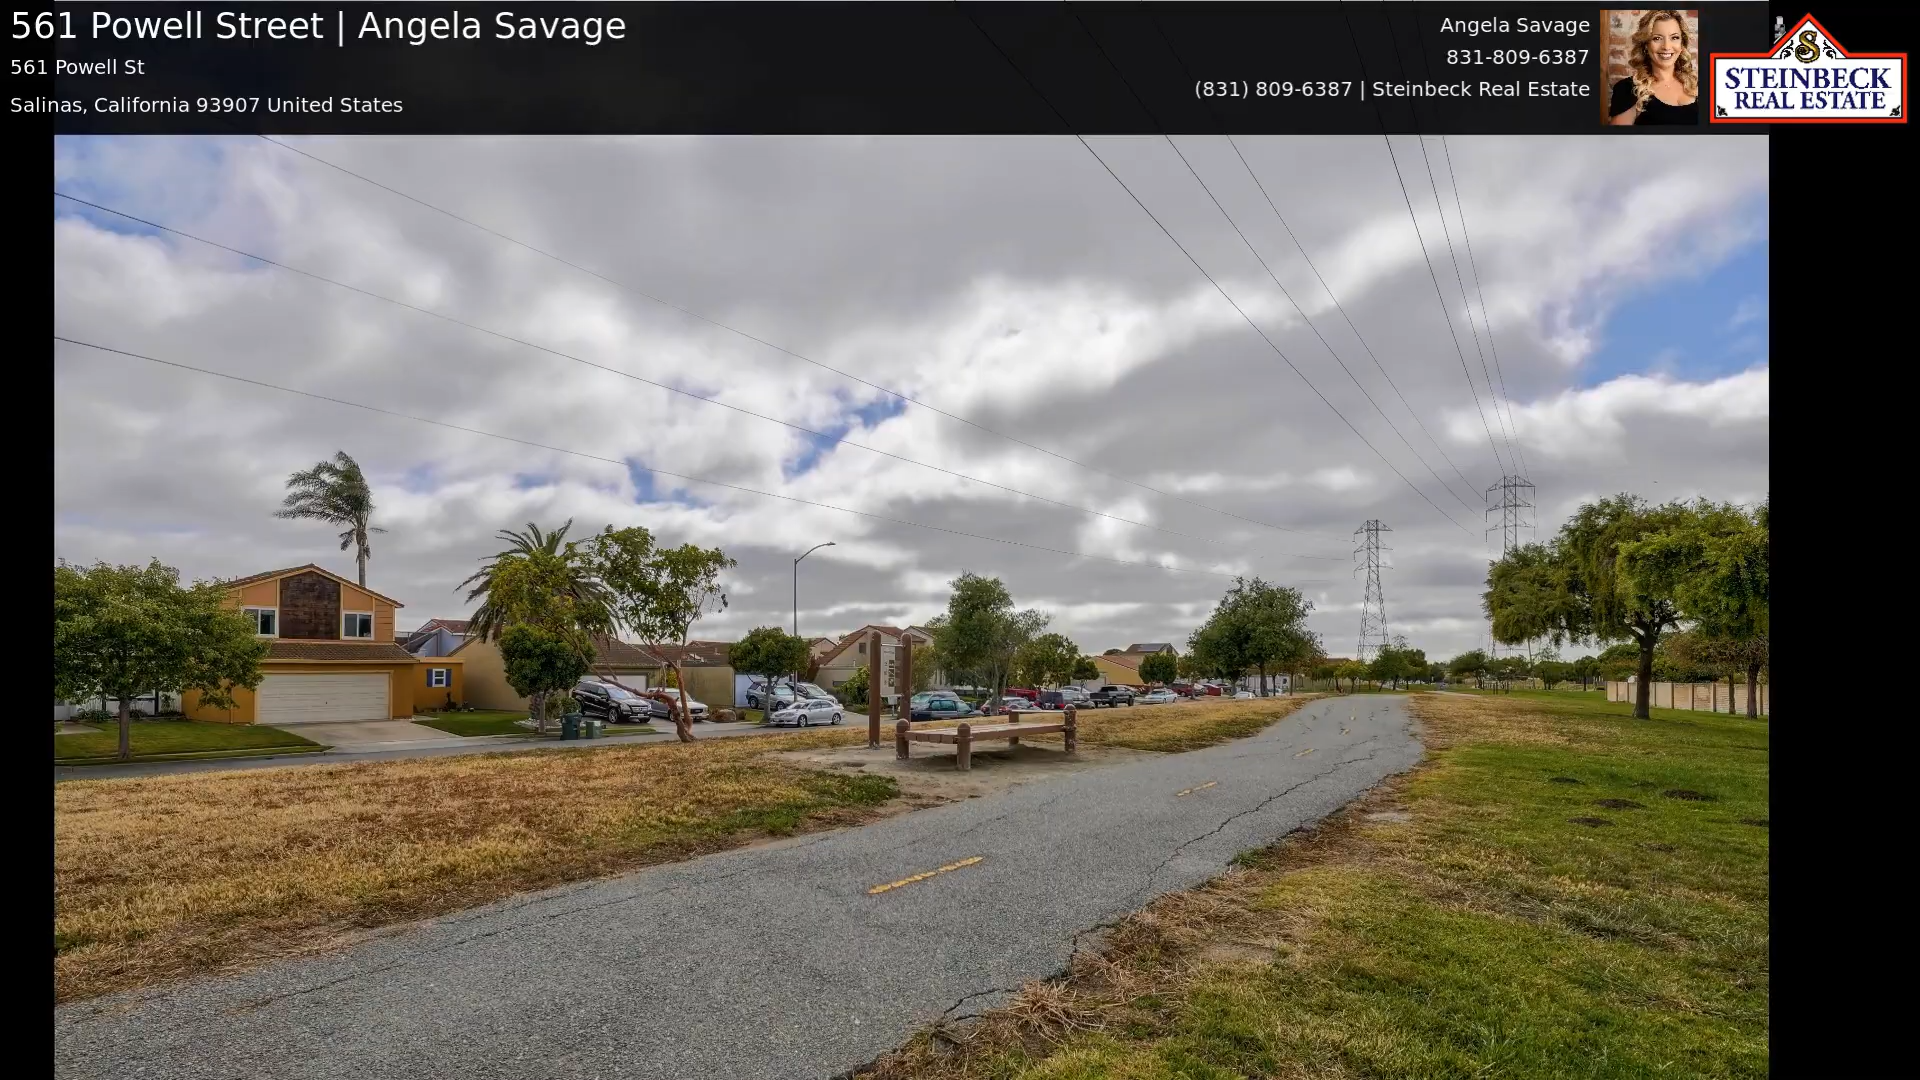 561 Powell Street | Angela Savage
561 Powell St
Salinas, California 93907 United States
Angela Savage
831-809-6387
(831) 809-6387 | Steinbeck Real Estate
S
STEINBECK
REAL ESTATE